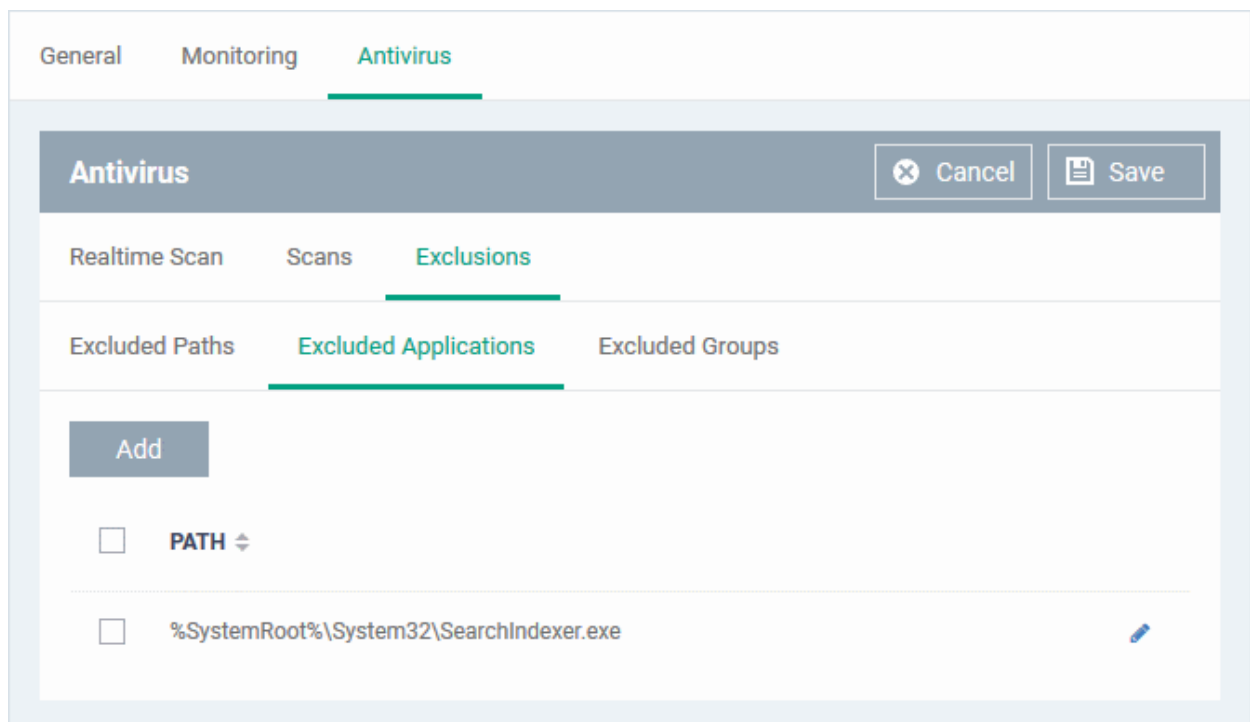 General Monitoring Antivirus
Antivirus Cancel Save
Realtime Scan Scans Exclusions
Excluded Paths Excluded Applications Excluded Groups
Add
PATH
%SystemRoot%\System32\SearchIndexer.exe